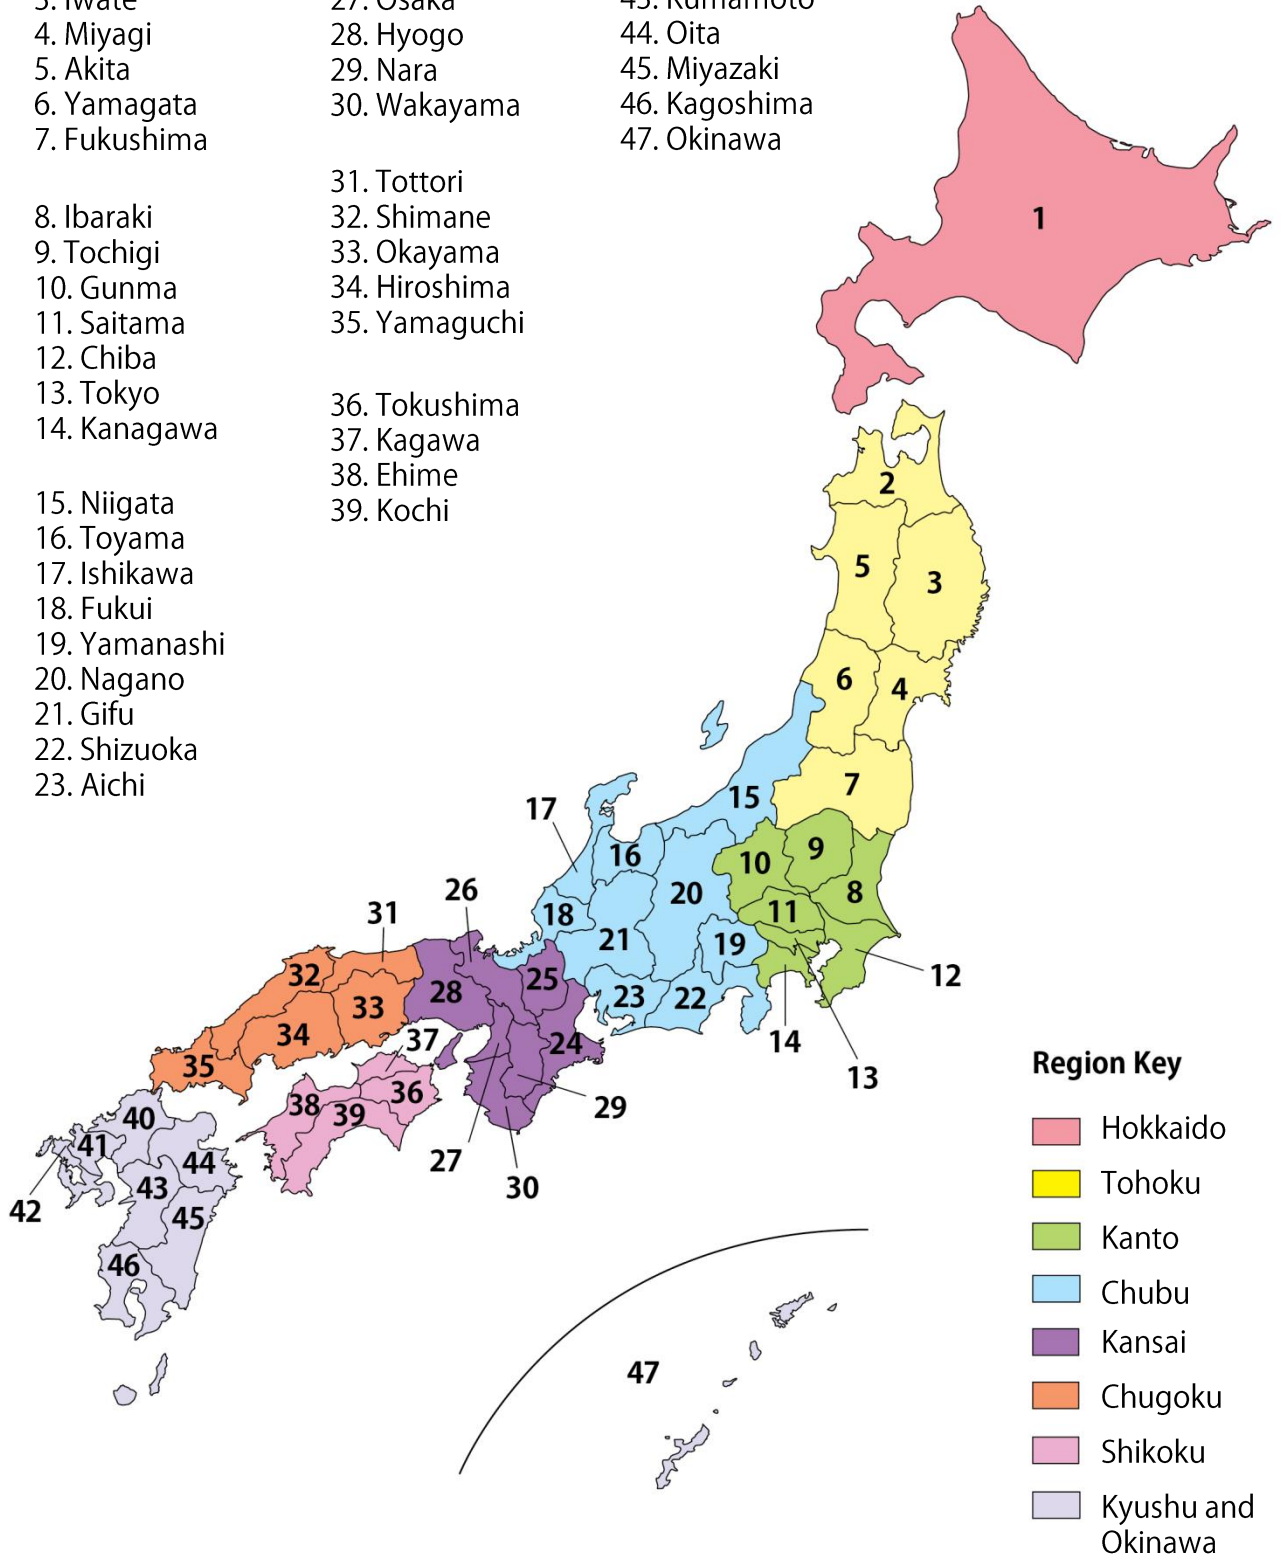 3. Iwate
4. Miyagi
5. Akita
6. Yamagata
7. Fukushima
8. Ibaraki
9. Tochigi
10. Gunma
11. Saitama
12. Chiba
13. Tokyo
14. Kanagawa
15. Niigata
16. Toyama
17. Ishikawa
18. Fukui
19. Yamanashi
20. Nagano
21. Gifu
22. Shizuoka
23. Aichi
27. Osaka
28. Hyogo
29. Nara
30. Wakayama
31. Tottori
32. Shimane
33. Okayama
34. Hiroshima
35. Yamaguchi
36. Tokushima
37. Kagawa
38. Ehime
39. Kochi
43. Kumamoto
44. Oita
45. Miyazaki
46. Kagoshima
47. Okinawa
1
2
5
3
6
4
7
15
17
16
10
9
20
8
11
18
21
19
12
26
31
32
25
28
33
23
22
34
24
14
37
35
13
38
36
39
29
40
41
27
44
30
43
42
45
46
47
Region Key
Hokkaido
Tohoku
Kanto
Chubu
Kansai
Chugoku
Shikoku
Kyushu and
Okinawa